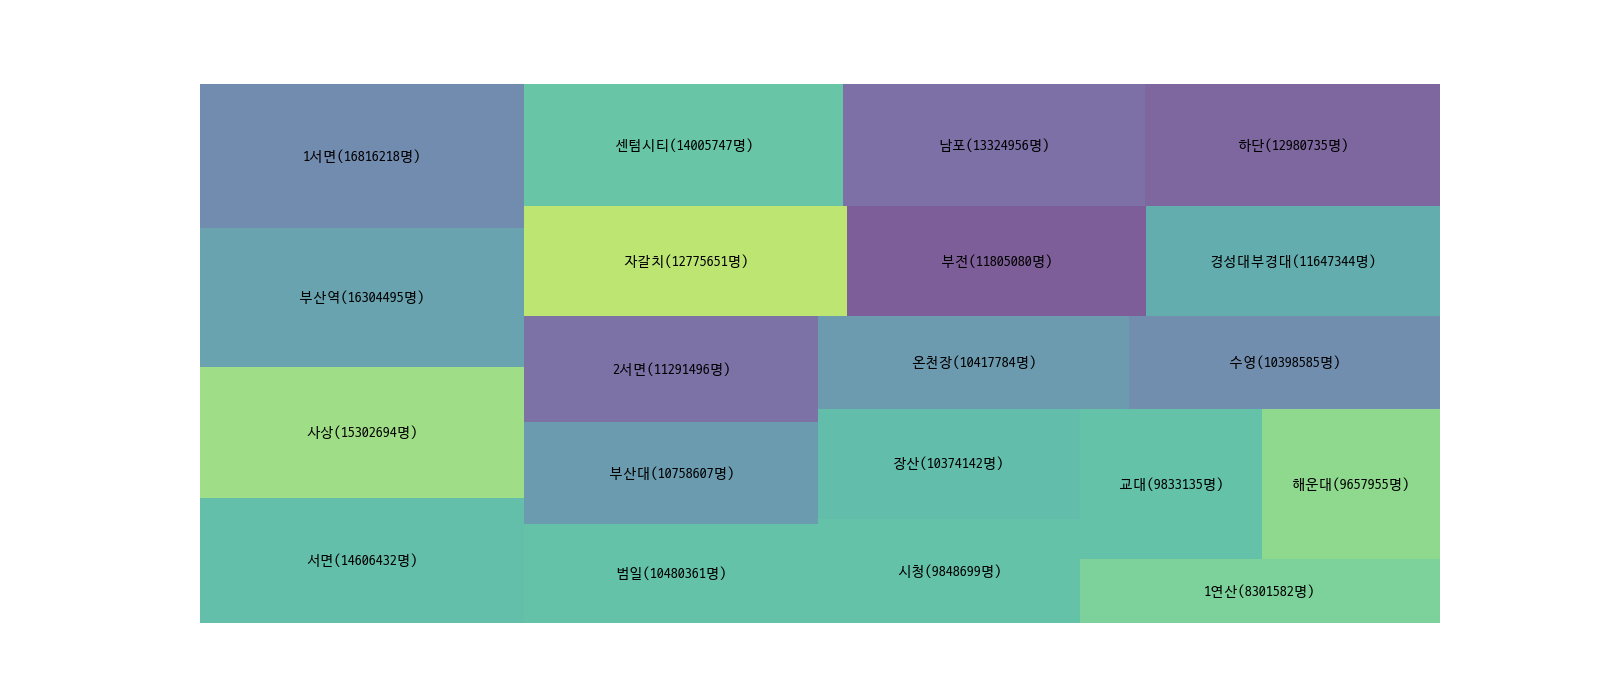 1서면(16816218명)
부산역(16304495명)
사상(15302694명)
서면(14606432명)
센텀시티(14005747명)
남포(13324956명)
하단(12980735명)
자갈치(12775651명)
부전(11805080명)
경성대부경대(11647344명)
2서면(11291496명)
부산대(10758607명)
범일(10480361명)
온천장(10417784명)
수영(10398585명)
장산(10374142명)
시청(9848699명)
교대(9833135명)
해운대(9657955명)
1연산(8301582명)